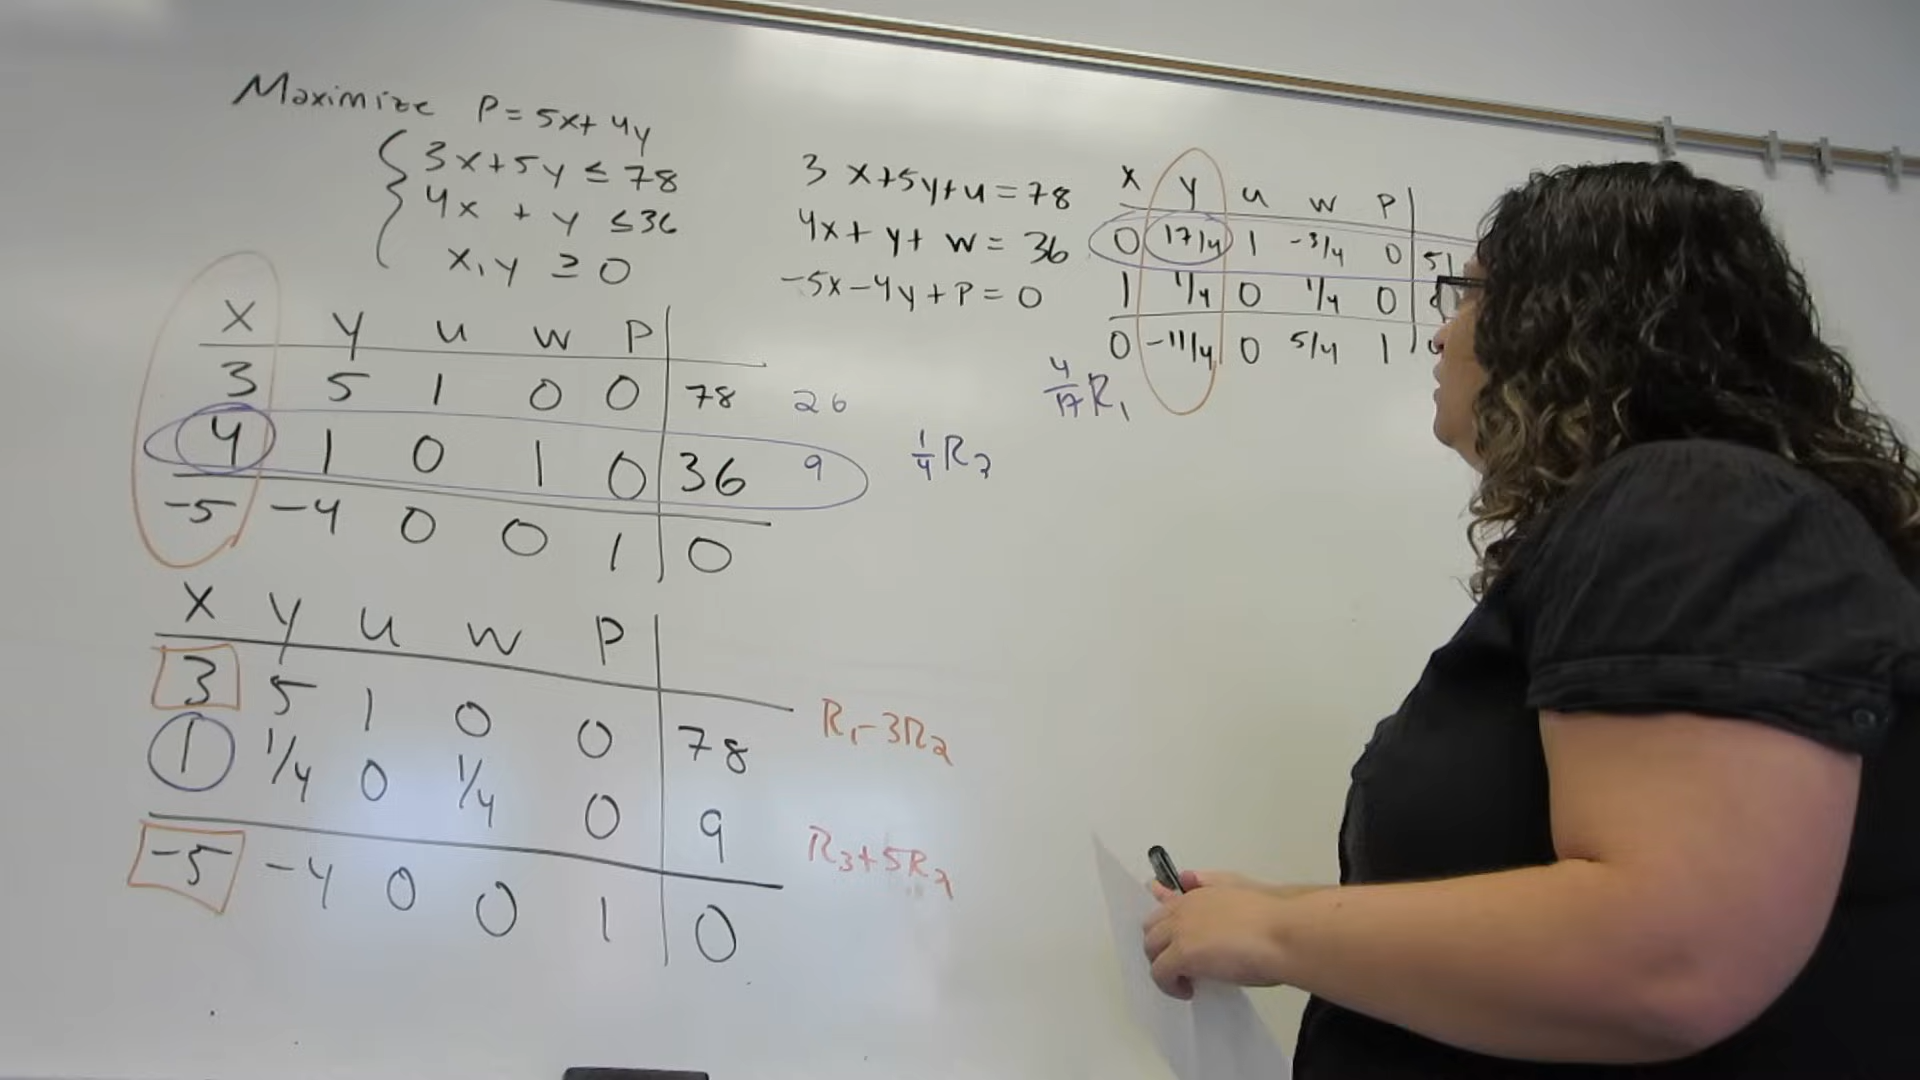 Maximize P = 5x + 4y
3x + 5y ≤ 78
4x + y ≤ 36
x, y ≥ 0
3x + 5y + u = 78
4x + y + w = 36
-5x - 4y + P = 0
x y u w P
3 5 1 0 0 78 26
4 1 0 1 0 36 9 1/4 R2
-5 -4 0 0 1 0
x y u w P
3 5 1 0 0 78 R1 - 3R2
1 1/4 0 1/4 0 9
-5 -4 0 0 1 0 R3 + 5R2
x y u w P
0 17/4 1 -3/4 0 51
1 1/4 0 1/4 0
0 -11/4 0 5/4 1
4/17 R1